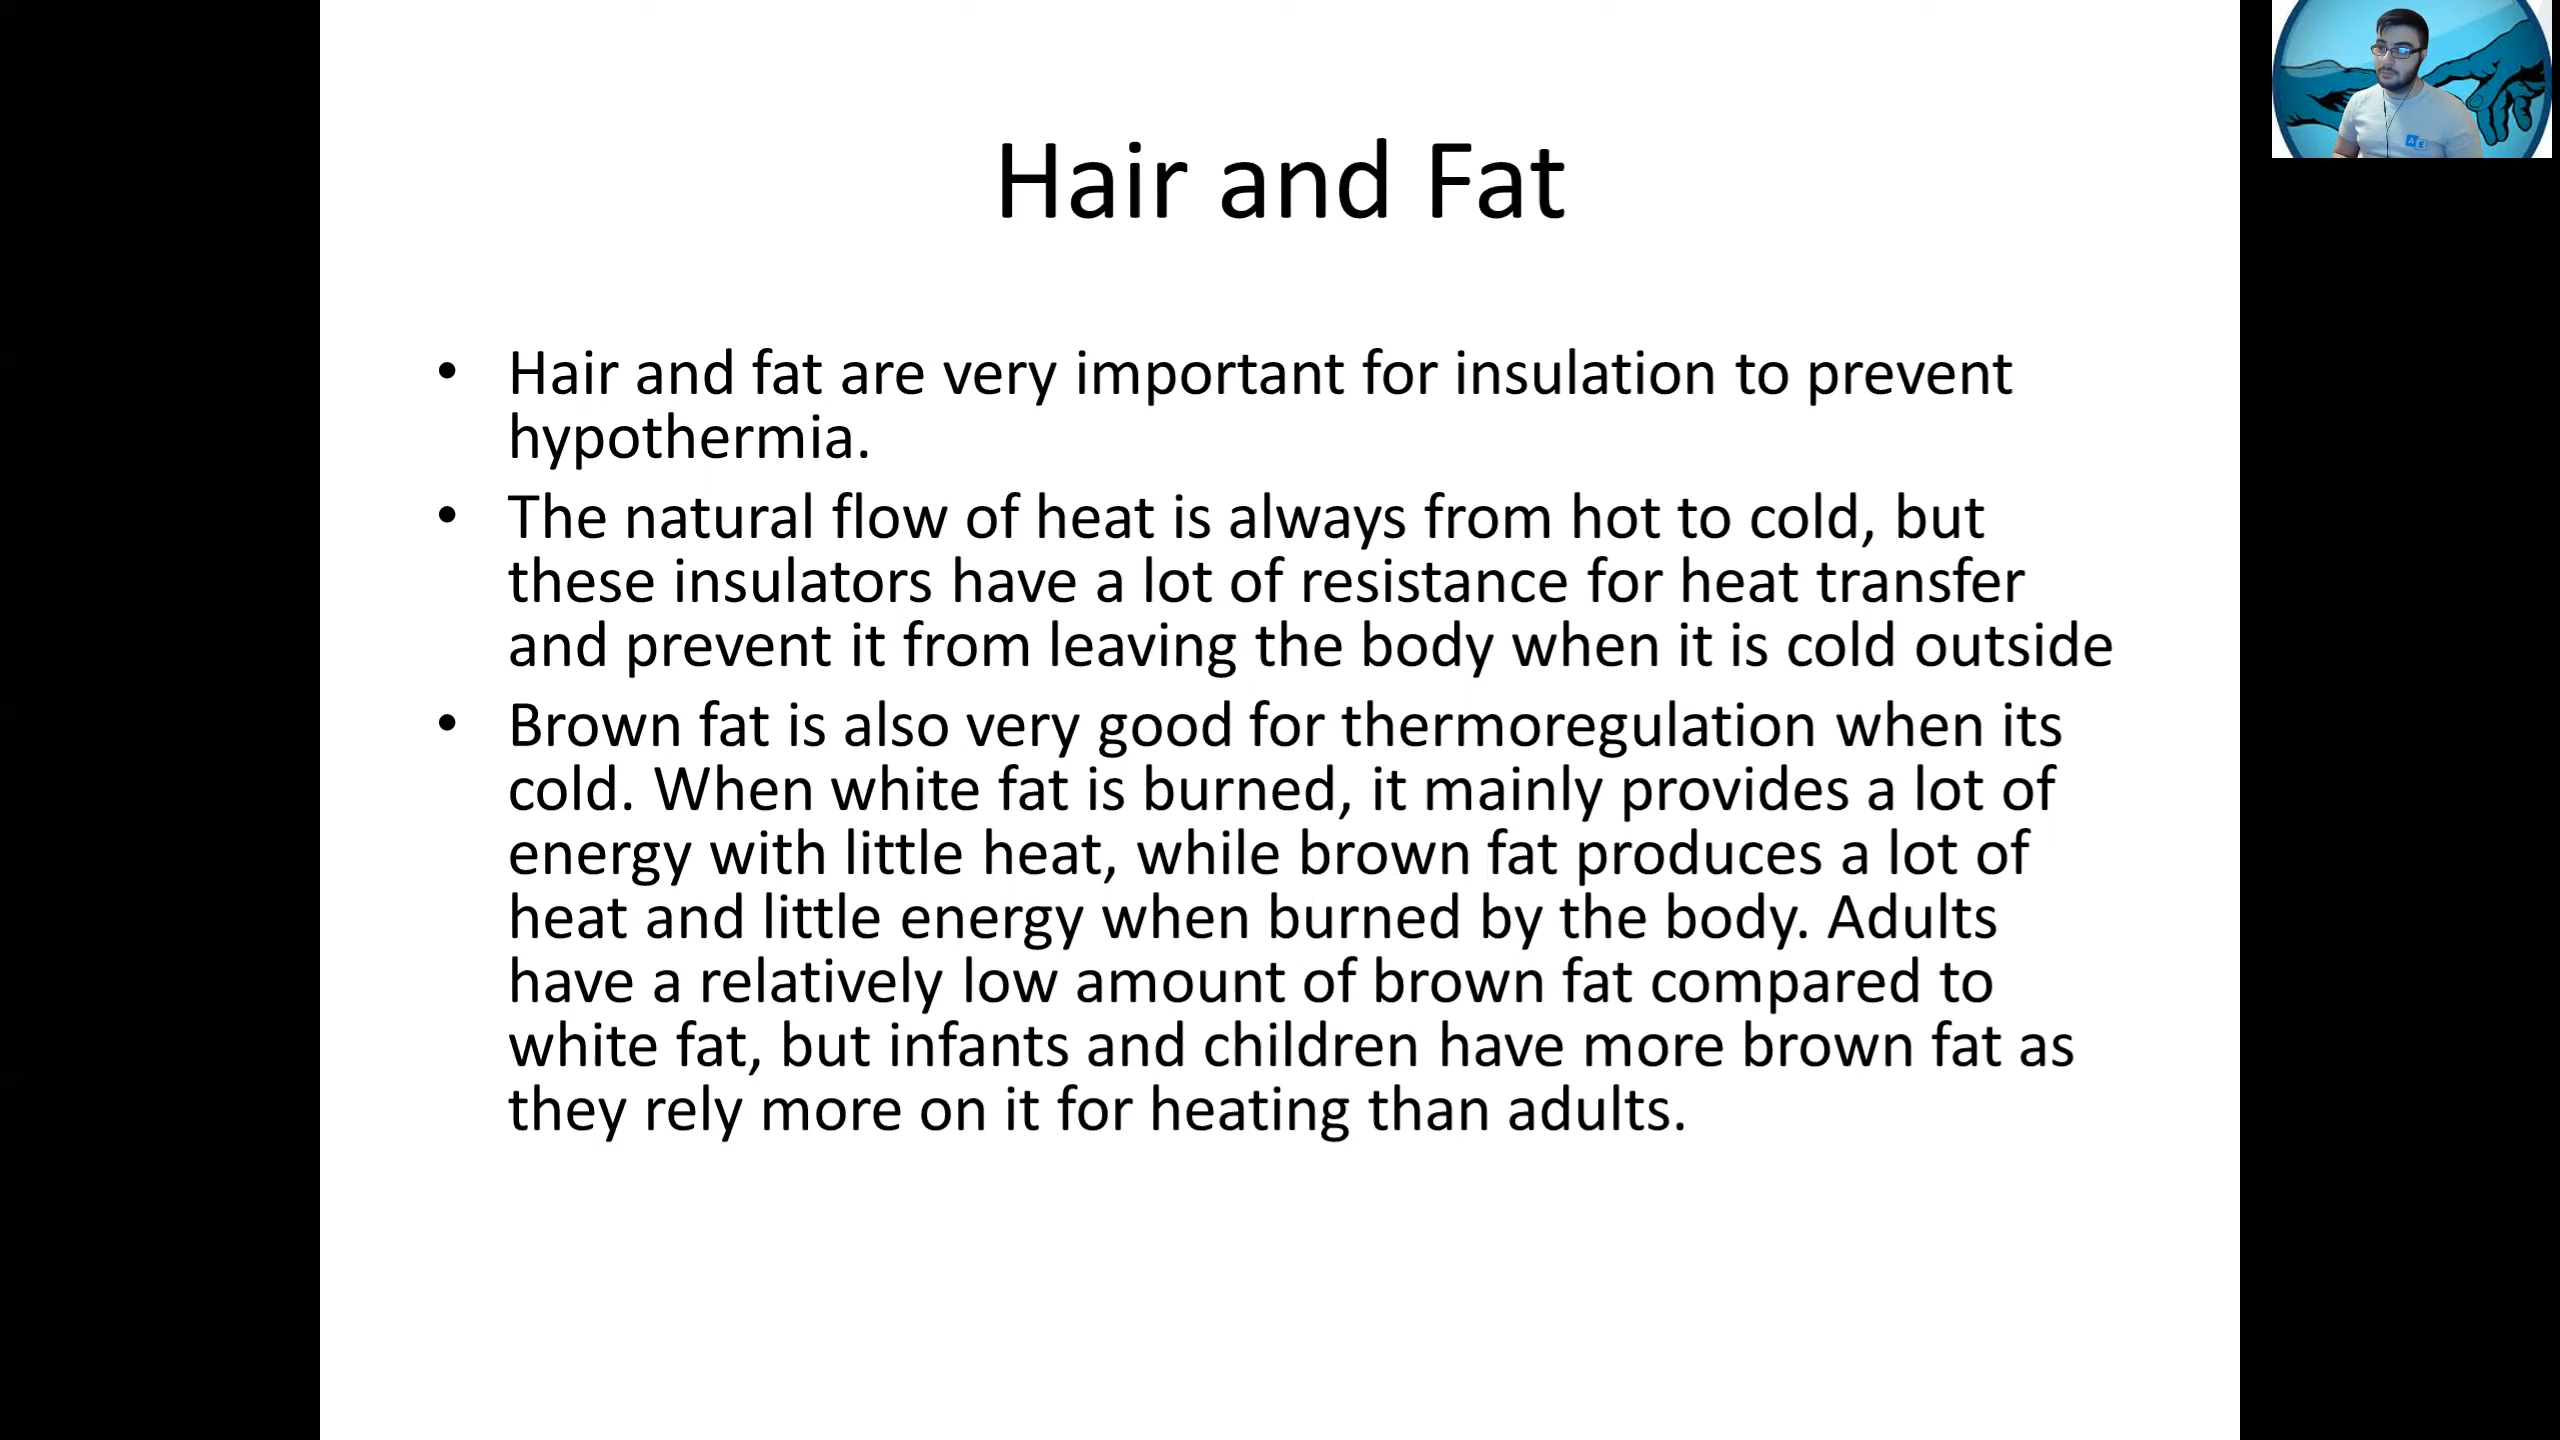 Hair and Fat
• Hair and fat are very important for insulation to prevent
hypothermia.
• The natural flow of heat is always from hot to cold, but
these insulators have a lot of resistance for heat transfer
and prevent it from leaving the body when it is cold outside
• Brown fat is also very good for thermoregulation when its
cold. When white fat is burned, it mainly provides a lot of
energy with little heat, while brown fat produces a lot of
heat and little energy when burned by the body. Adults
have a relatively low amount of brown fat compared to
white fat, but infants and children have more brown fat as
they rely more on it for heating than adults.
A E